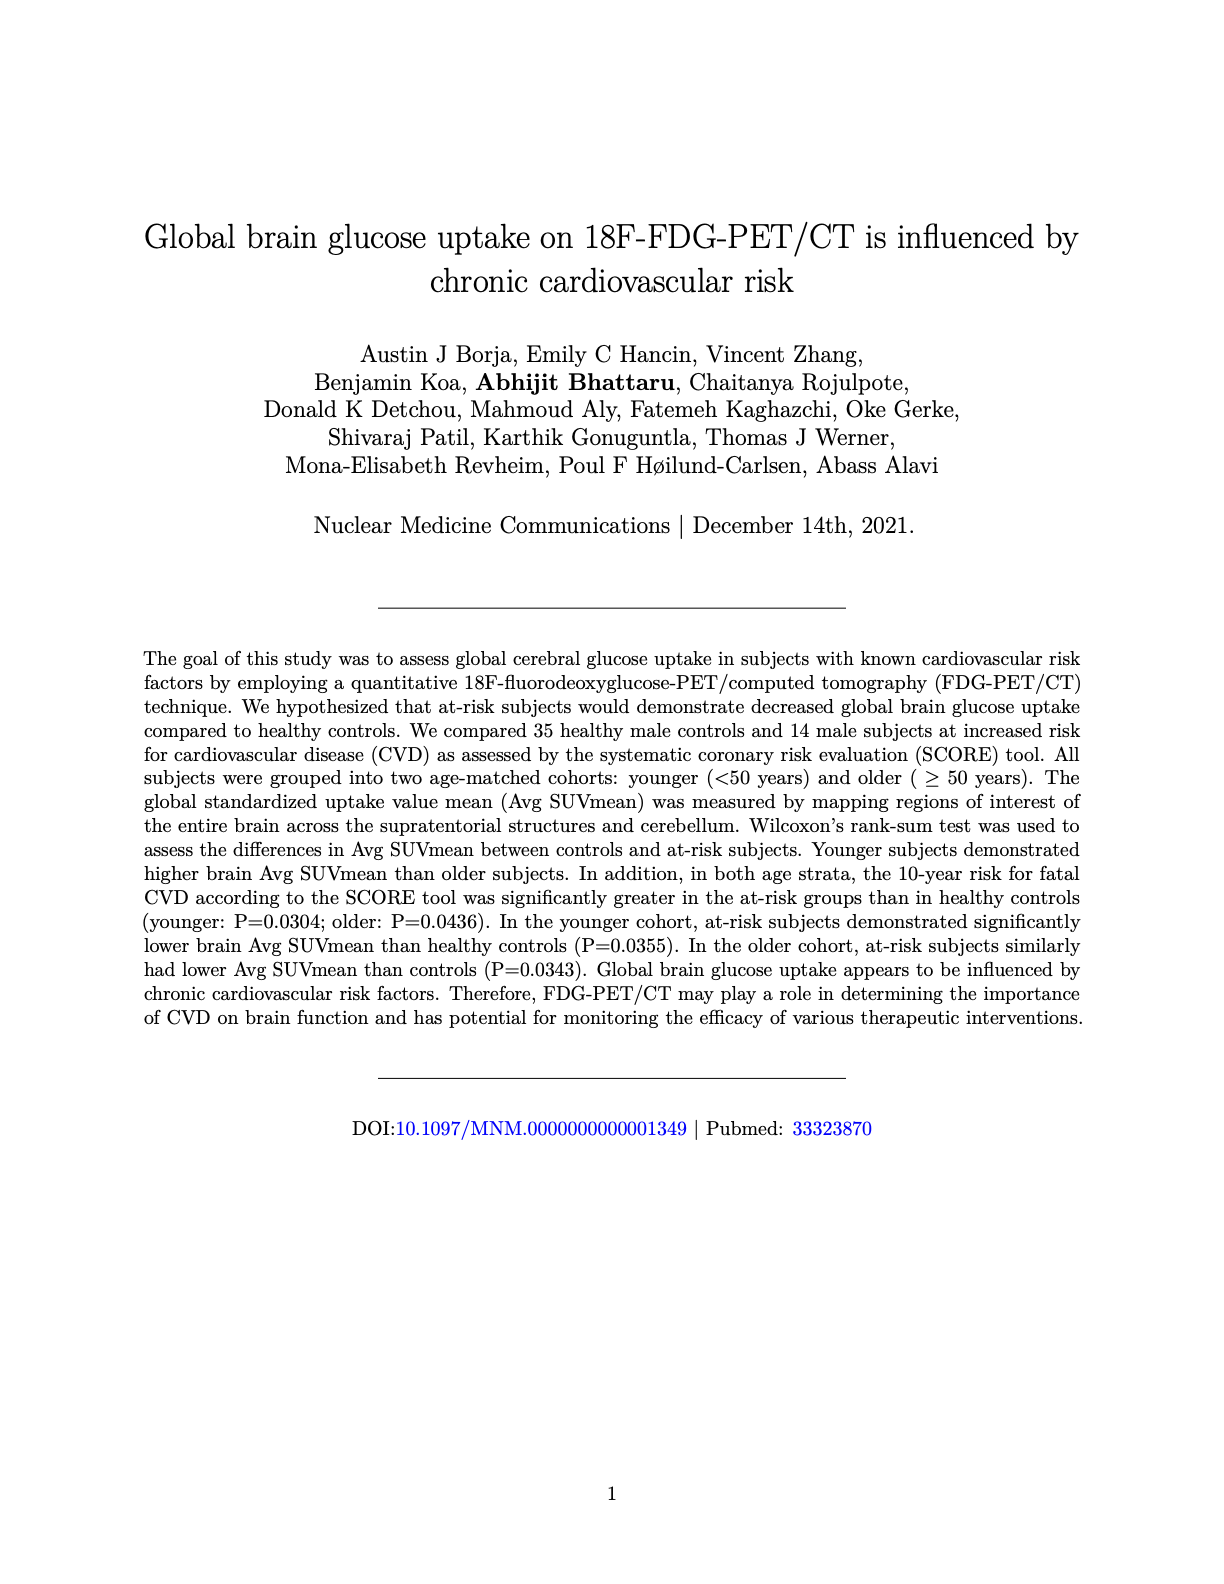 Global brain glucose uptake on 18F-FDG-PET/CT is influenced by
chronic cardiovascular risk
Austin J Borja, Emily C Hancin, Vincent Zhang,
Benjamin Koa, Abhijit Bhattaru, Chaitanya Rojulpote,
Donald K Detchou, Mahmoud Aly, Fatemeh Kaghazchi, Oke Gerke,
Shivaraj Patil, Karthik Gonuguntla, Thomas J Werner,
Mona-Elisabeth Revheim, Poul F Høilund-Carlsen, Abass Alavi
Nuclear Medicine Communications | December 14th, 2021.
The goal of this study was to assess global cerebral glucose uptake in subjects with known cardiovascular risk
factors by employing a quantitative 18F-fluorodeoxyglucose-PET/computed tomography (FDG-PET/CT)
technique. We hypothesized that at-risk subjects would demonstrate decreased global brain glucose uptake
compared to healthy controls. We compared 35 healthy male controls and 14 male subjects at increased risk
for cardiovascular disease (CVD) as assessed by the systematic coronary risk evaluation (SCORE) tool. All
subjects were grouped into two age-matched cohorts: younger (<50 years) and older ( ≥ 50 years). The
global standardized uptake value mean (Avg SUVmean) was measured by mapping regions of interest of
the entire brain across the supratentorial structures and cerebellum. Wilcoxon's rank-sum test was used to
assess the differences in Avg SUVmean between controls and at-risk subjects. Younger subjects demonstrated
higher brain Avg SUVmean than older subjects. In addition, in both age strata, the 10-year risk for fatal
CVD according to the SCORE tool was significantly greater in the at-risk groups than in healthy controls
(younger: P=0.0304; older: P=0.0436). In the younger cohort, at-risk subjects demonstrated significantly
lower brain Avg SUVmean than healthy controls (P=0.0355). In the older cohort, at-risk subjects similarly
had lower Avg SUVmean than controls (P=0.0343). Global brain glucose uptake appears to be influenced by
chronic cardiovascular risk factors. Therefore, FDG-PET/CT may play a role in determining the importance
of CVD on brain function and has potential for monitoring the efficacy of various therapeutic interventions.
DOI:10.1097/MNM.0000000000001349 | Pubmed: 33323870
1